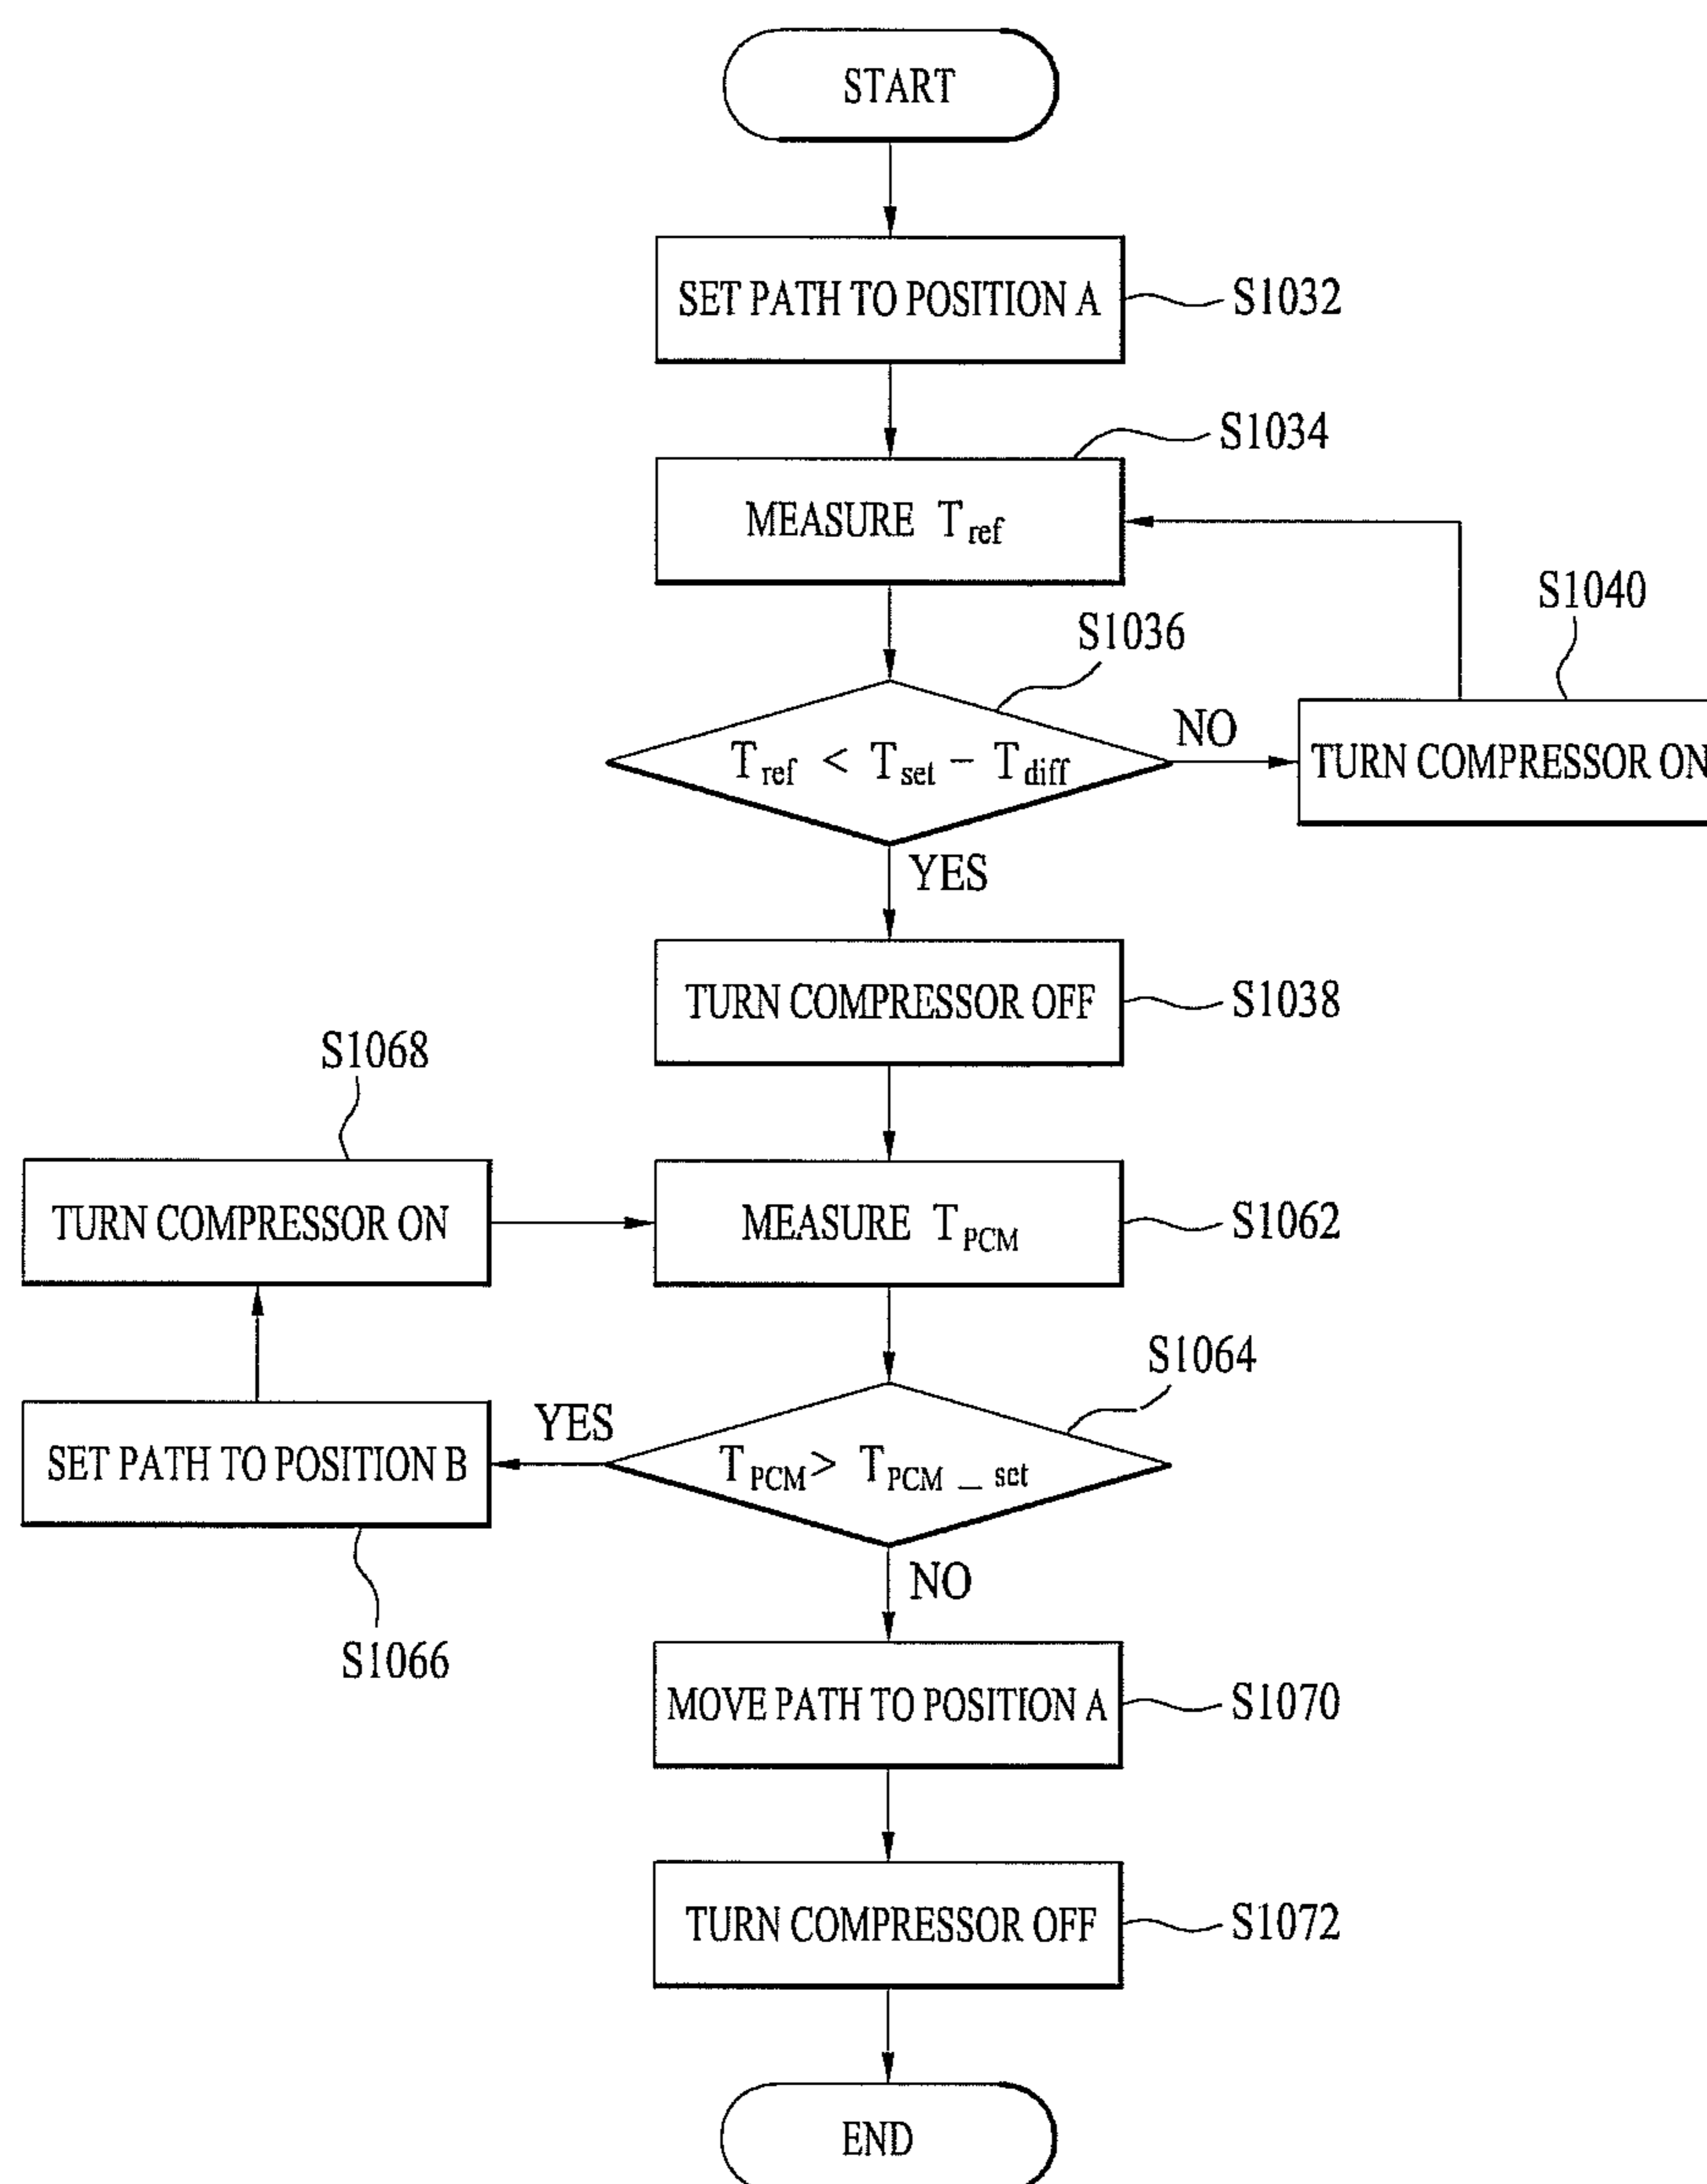 START
SET PATH TO POSITION A
S1032
S1034
MEASURE T ref
S1040
S1036
T ref < T set - T diff
NO
TURN COMPRESSOR ON
YES
TURN COMPRESSOR OFF
S1038
S1068
TURN COMPRESSOR ON
MEASURE T PCM
S1062
S1064
YES
SET PATH TO POSITION B
T PCM > T PCM _ set
NO
S1066
MOVE PATH TO POSITION A
S1070
TURN COMPRESSOR OFF
S1072
END